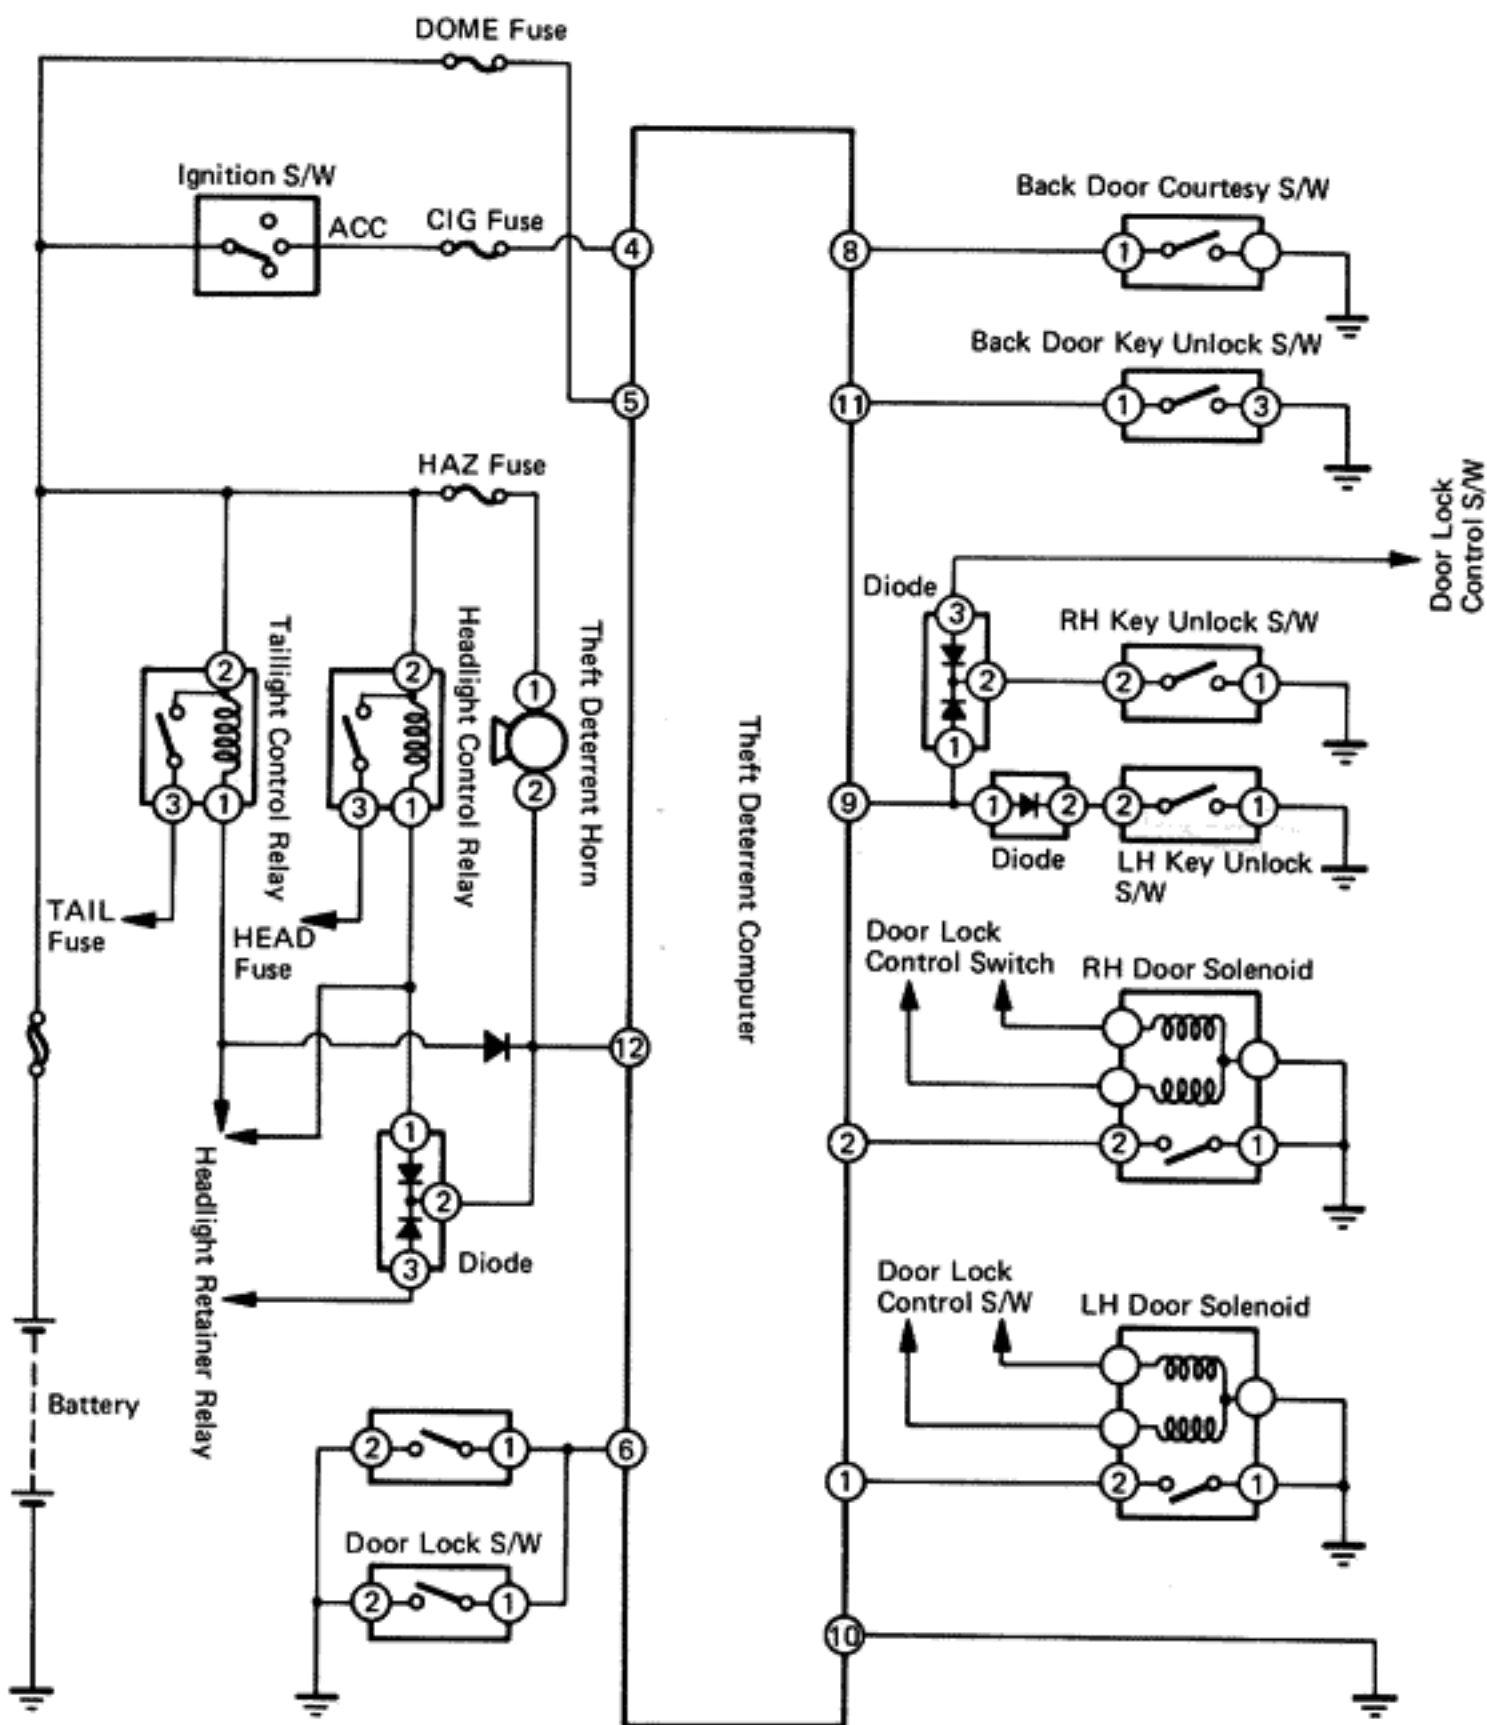 DOME Fuse
Ignition S/W
ACC
CIG Fuse
4
5
HAZ Fuse
2
3
1
Taillight Control Relay
2
3
1
Headlight Control Relay
1
2
Theft Deterrent Horn
TAIL
Fuse
HEAD
Fuse
12
1
2
3
Diode
Headlight Retainer Relay
Battery
2
1
6
Door Lock S/W
2
1
Theft Deterrent Computer
Back Door Courtesy S/W
8
1
Back Door Key Unlock S/W
11
1
3
Door Lock
Control S/W
Diode
3
2
1
RH Key Unlock S/W
2
1
9
1
2
Diode
2
1
LH Key Unlock
S/W
Door Lock
Control Switch
RH Door Solenoid
2
2
1
Door Lock
Control S/W
LH Door Solenoid
1
2
1
10